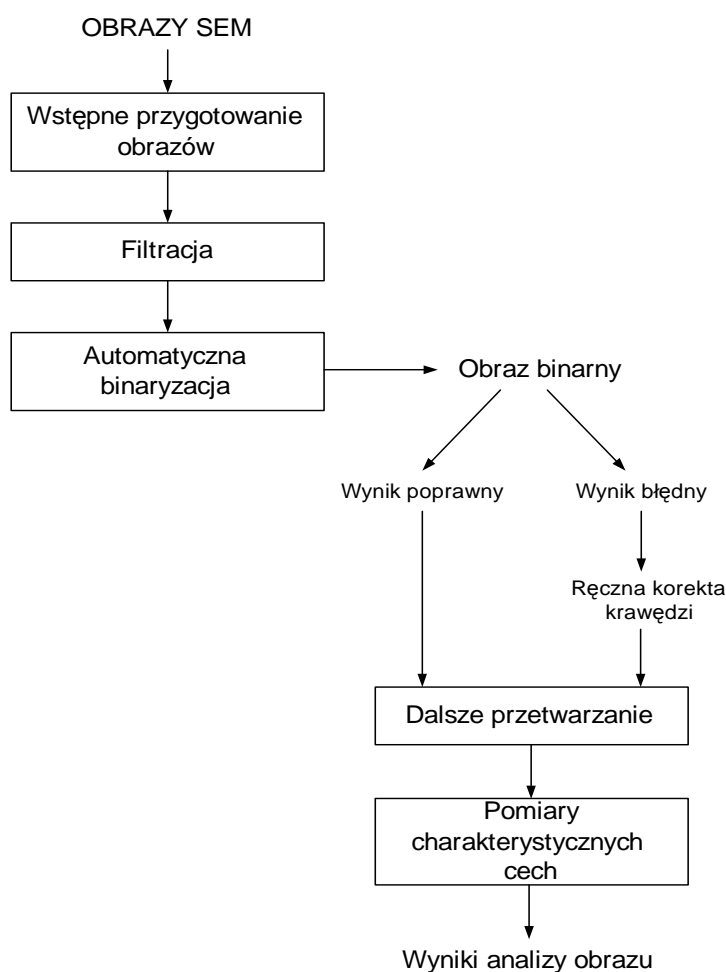 OBRAZY SEM
Wstępne przygotowanie
obrazów
Filtracja
Automatyczna
binaryzacja
Obraz binarny
Wynik poprawny
Wynik błędny
Ręczna korekta
krawędzi
Dalsze przetwarzanie
Pomiary
charakterystycznych
cech
Wyniki analizy obrazu